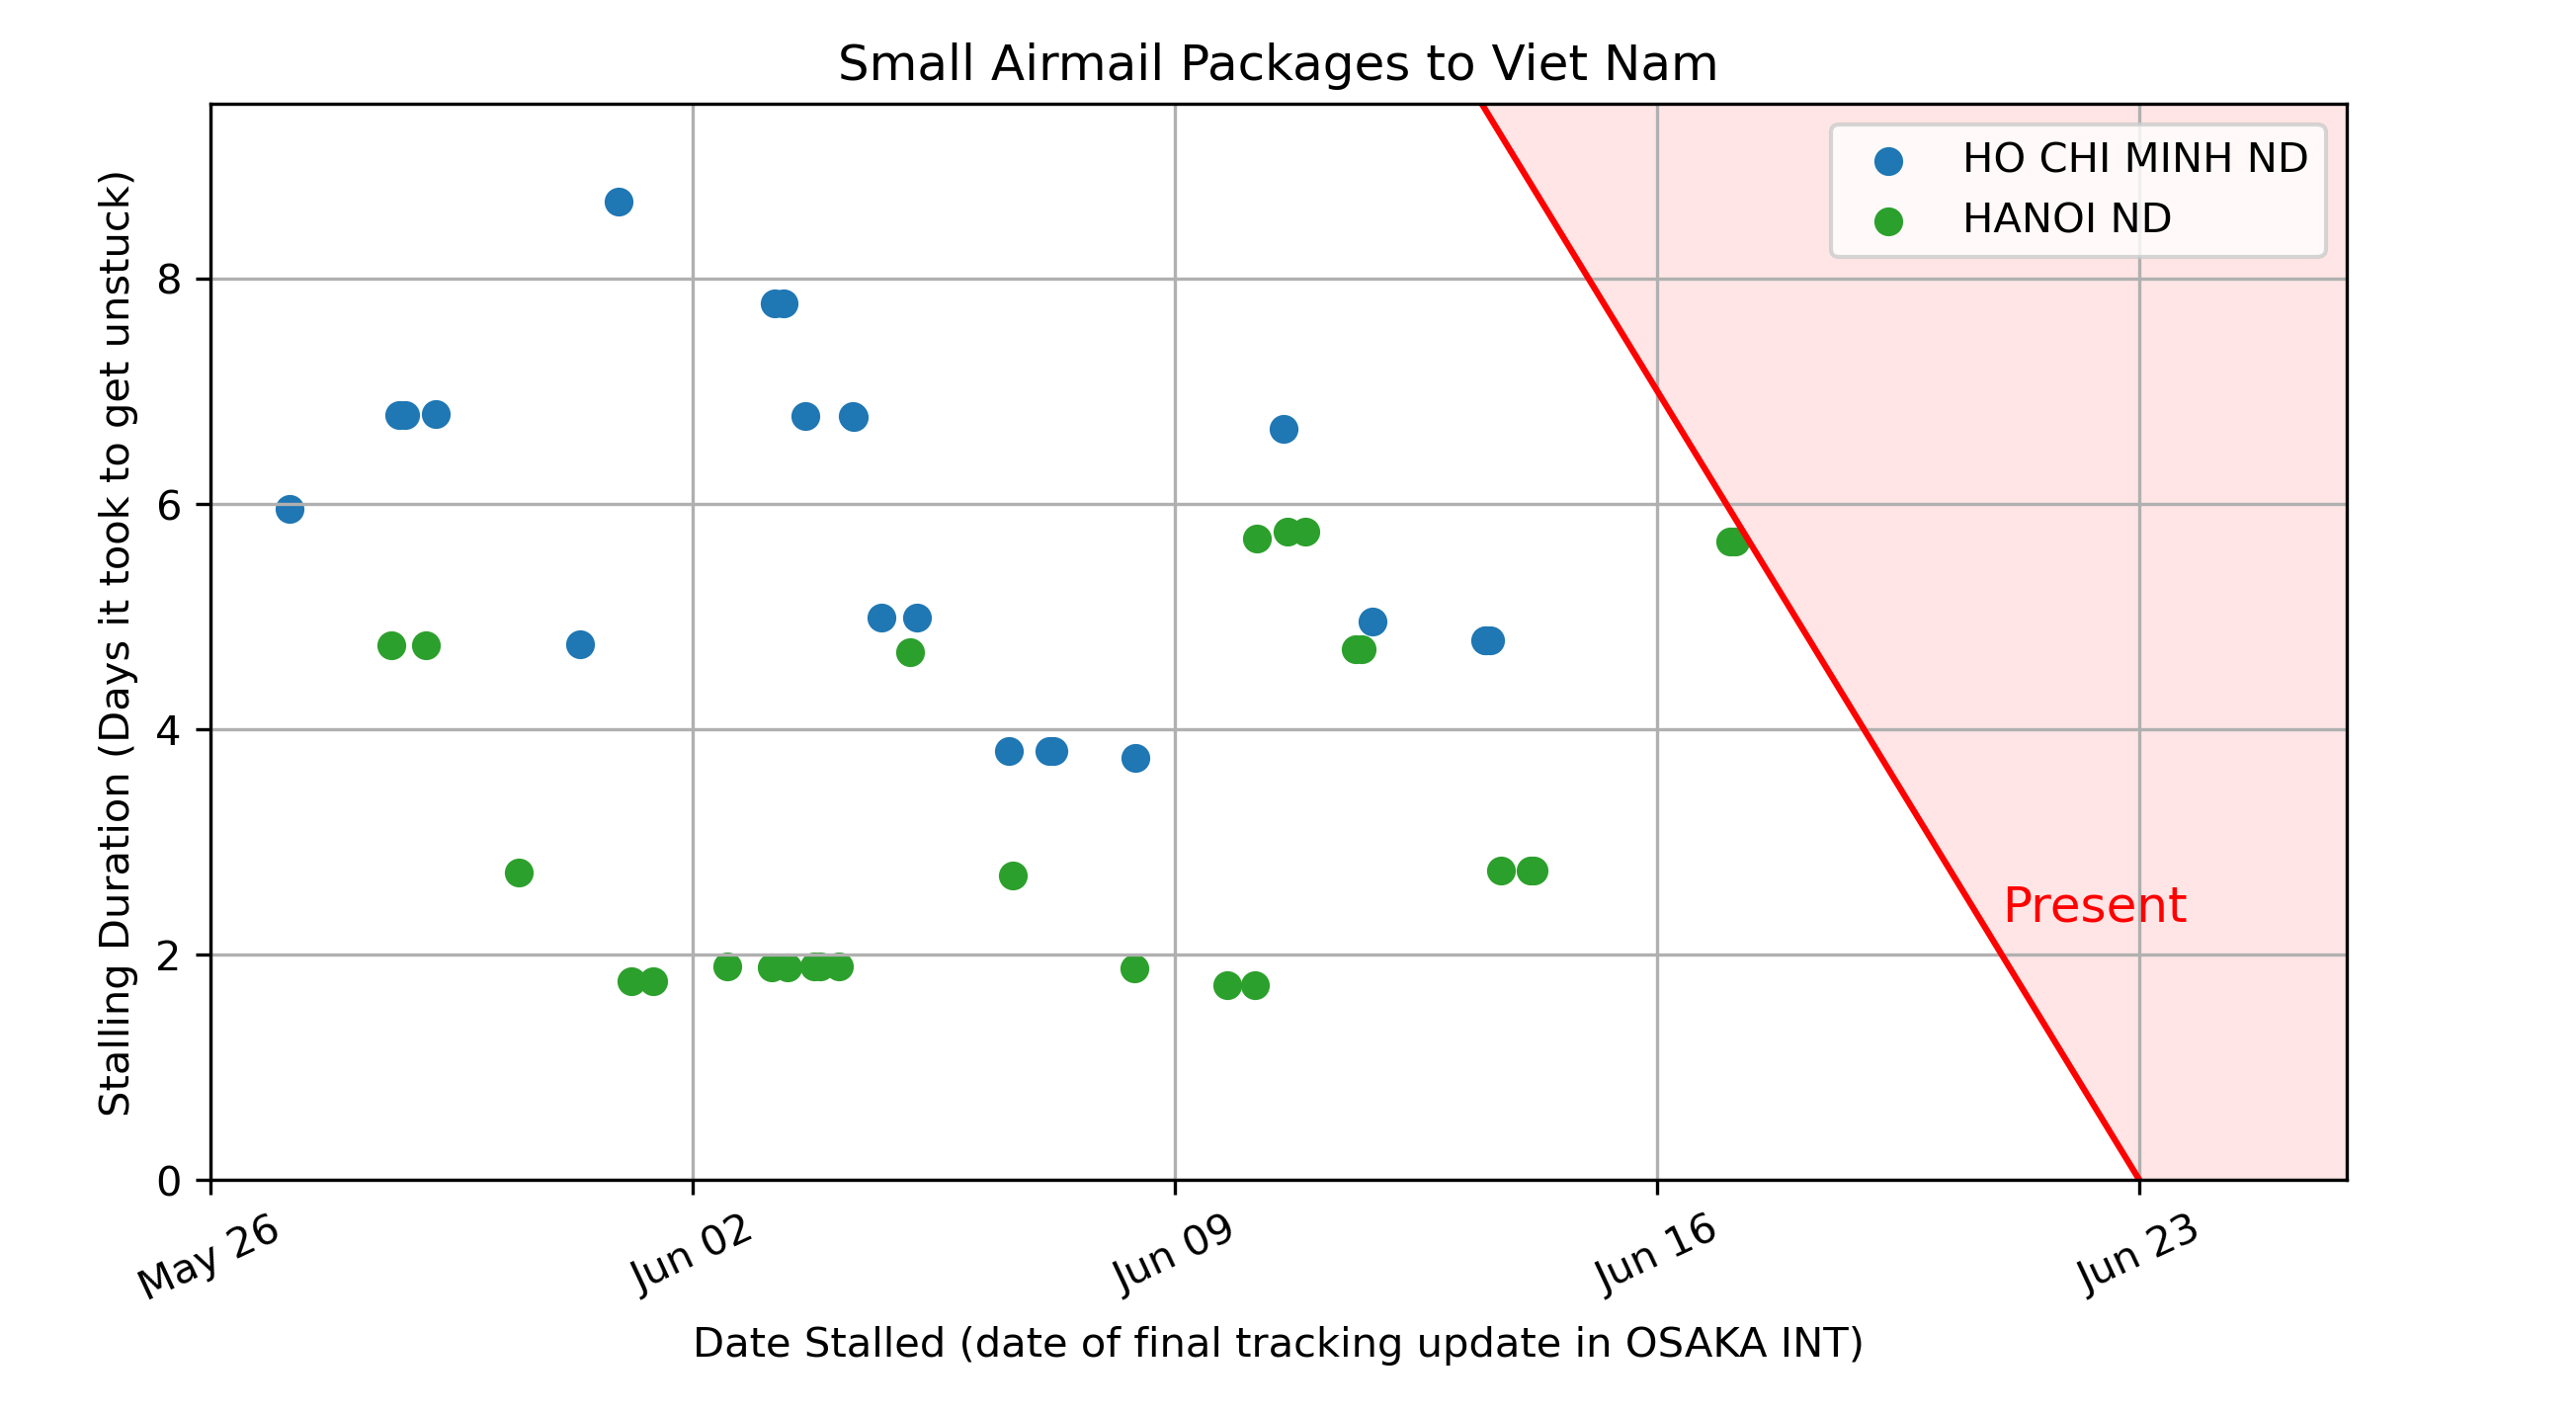 Small Airmail Packages to Viet Nam
HO CHI MINH ND
HANOI ND
Stalling Duration (Days it took to get unstuck)
8
6
4
2
0
Present
May 26
Jun 02
Jun 09
Jun 16
Jun 23
Date Stalled (date of final tracking update in OSAKA INT)